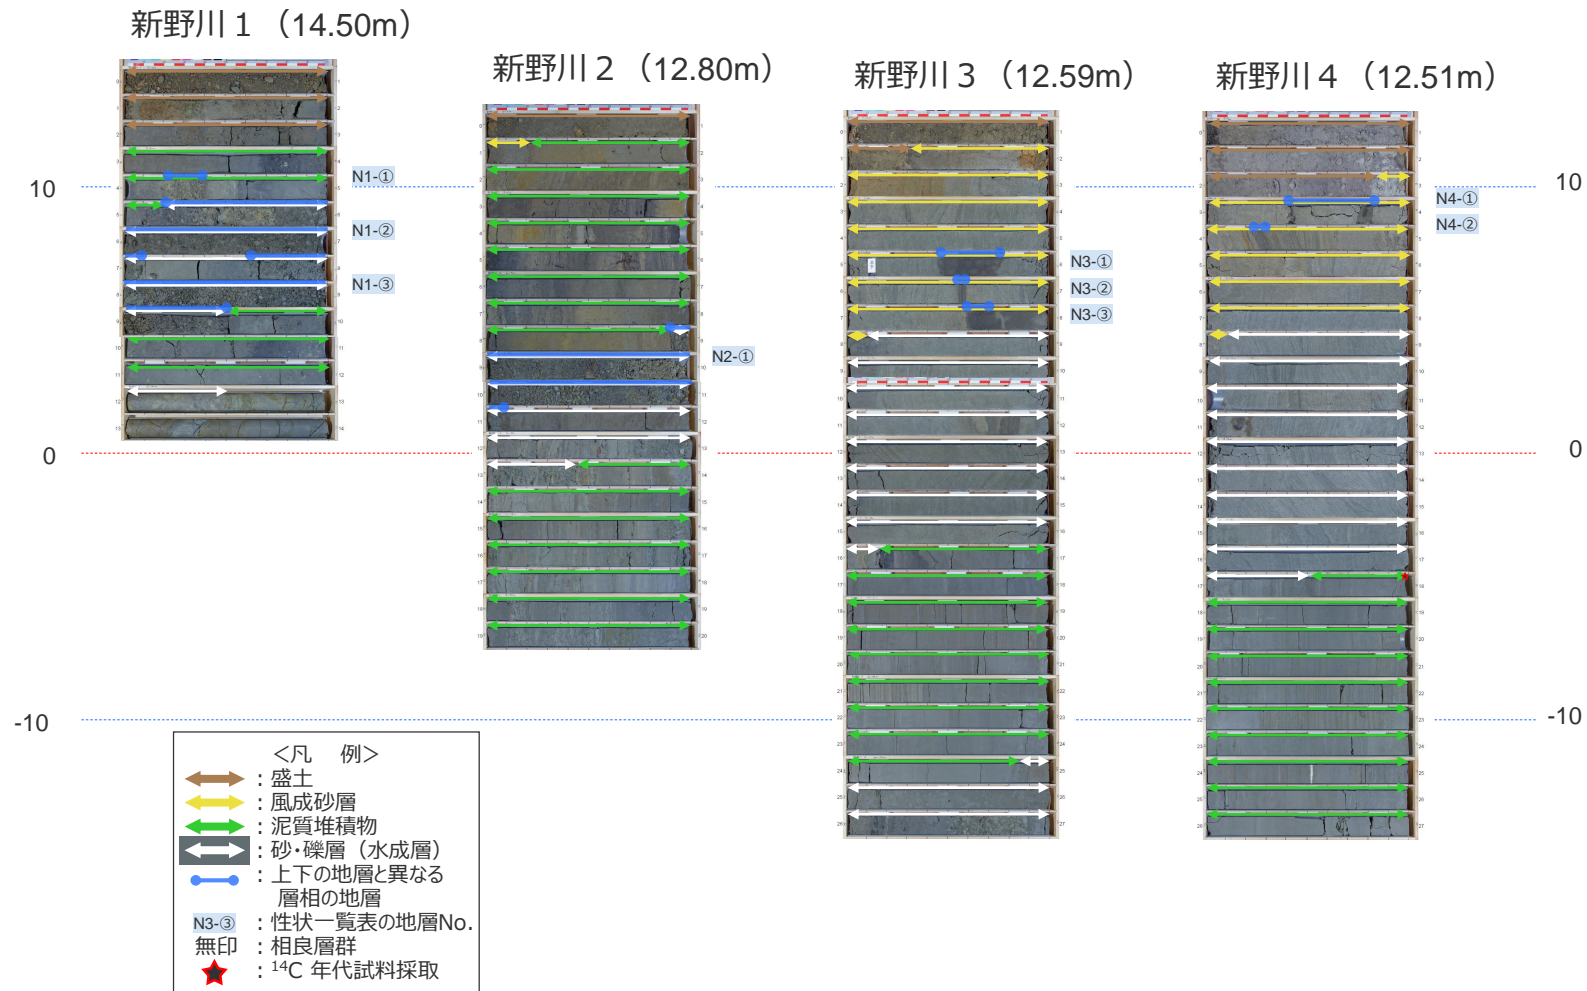 新野川１（14.50m）
新野川２（12.80m）
新野川３（12.59m）
新野川４（12.51m）
10
10
N1-①
N4-①
N1-②
N4-②
N3-①
N1-③
N3-②
N3-③
N2-①
0
0
-10
-10
＜凡　例＞
：盛土
：風成砂層
：泥質堆積物
：砂・礫層（水成層）
：上下の地層と異なる
層相の地層
N3-③ ：性状一覧表の地層No.
無印 ：相良層群
：14C 年代試料採取